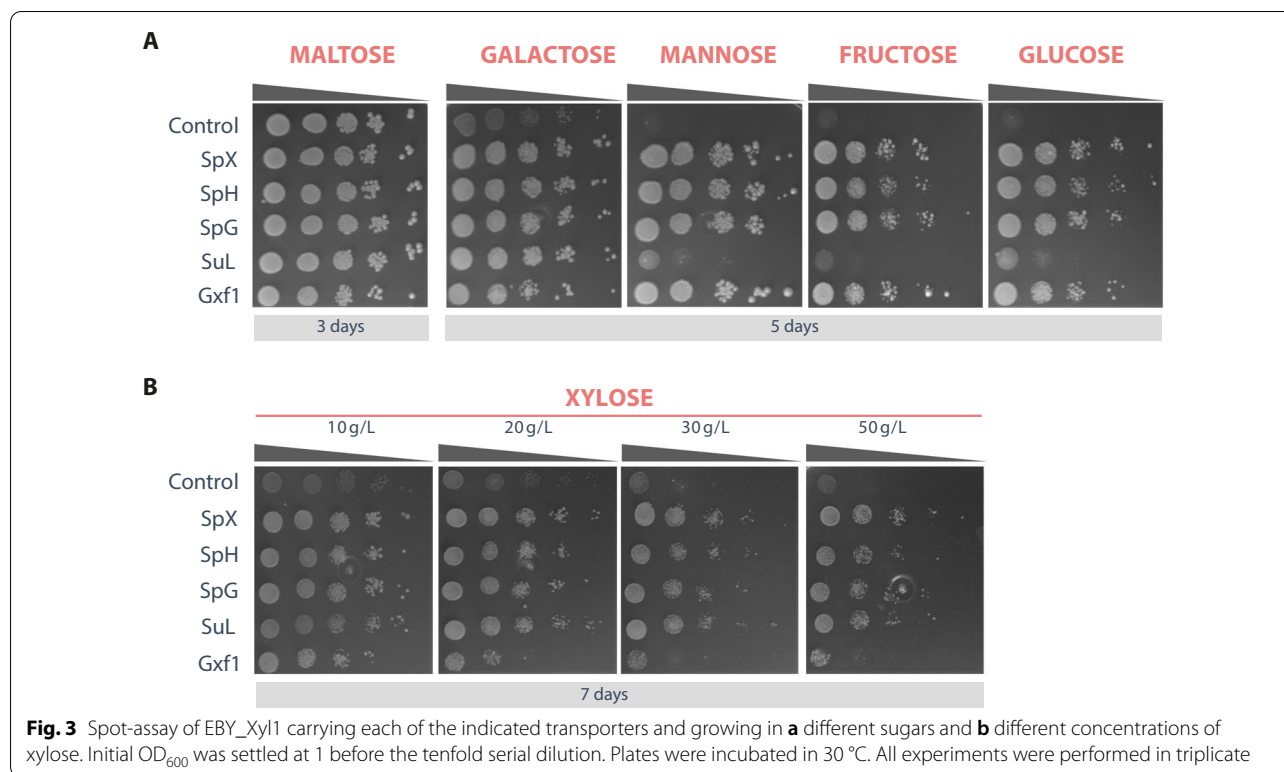 A
MALTOSE GALACTOSE MANNOSE FRUCTOSE GLUCOSE
Control
SpX
SpH
SpG
SuL
Gxf1
3 days 5 days
B
XYLOSE
10 g/L 20 g/L 30 g/L 50 g/L
Control
SpX
SpH
SpG
SuL
Gxf1
7 days
Fig. 3 Spot-assay of EBY_Xyl1 carrying each of the indicated transporters and growing in a different sugars and b different concentrations of
xylose. Initial OD600 was settled at 1 before the tenfold serial dilution. Plates were incubated in 30 °C. All experiments were performed in triplicate